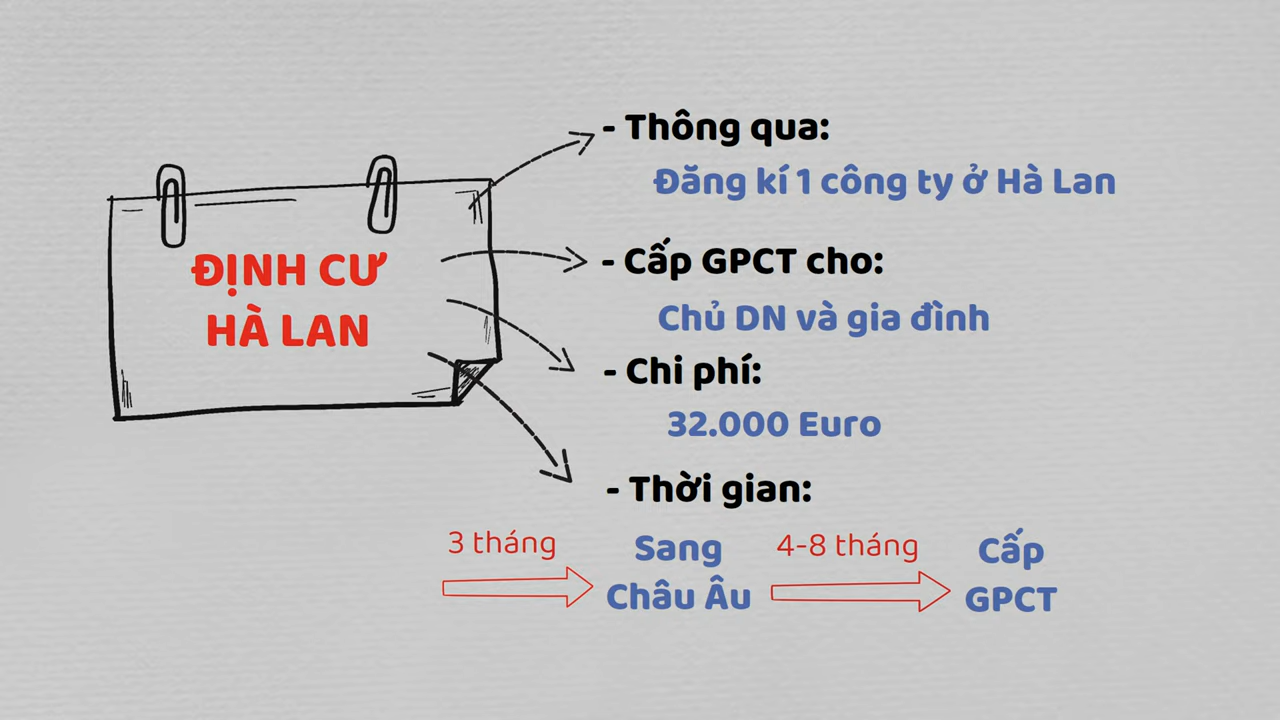 ĐỊNH CƯ
HÀ LAN
- Thông qua:
Đăng kí 1 công ty ở Hà Lan
- Cấp GPCT cho:
Chủ DN và gia đình
- Chi phí:
32.000 Euro
- Thời gian:
3 tháng
Sang
Châu Âu
4-8 tháng
Cấp
GPCT